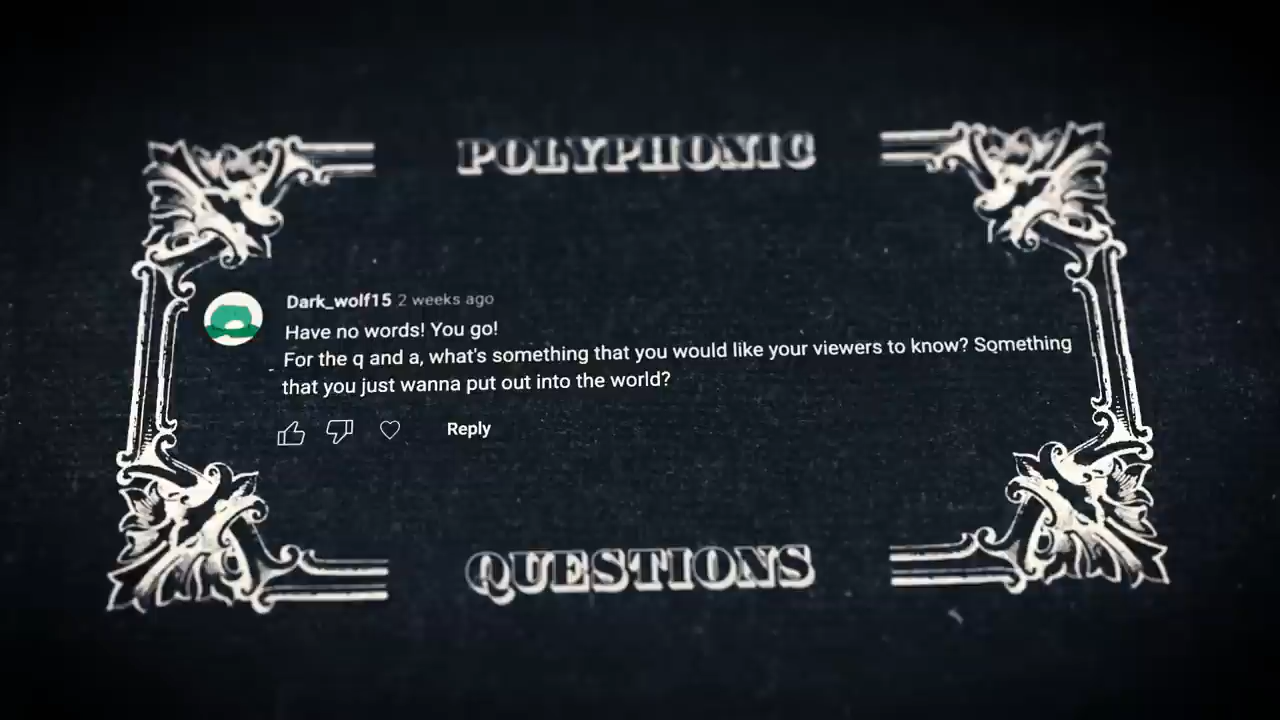 POLYPHONIC
Dark_wolf15 2 weeks ago
Have no words! You go!
For the q and a, what's something that you would like your viewers to know? Something
that you just wanna put out into the world?
Reply
QUESTIONS